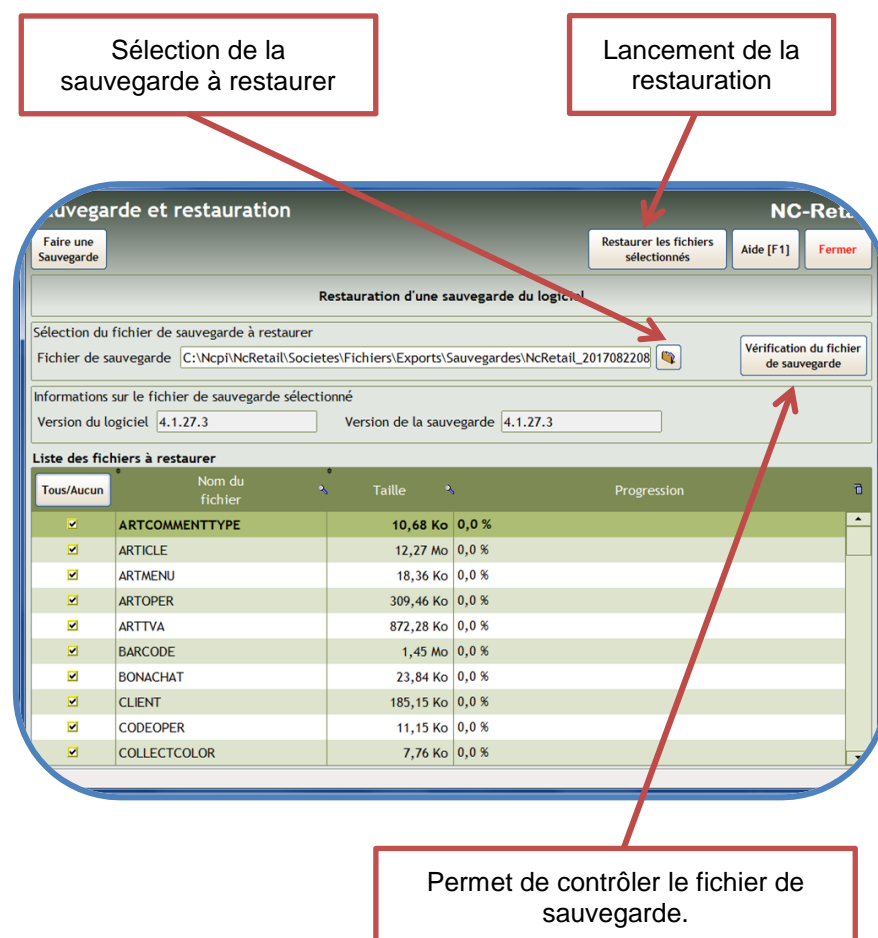 Sélection de la
sauvegarde à restaurer
Lancement de la
restauration
uvegarde et restauration
NC-Reta
Faire une
Sauvegarde
Restaurer les fichiers
sélectionnés
Aide [F1]
Fermer
Restauration d'une sauvegarde du logiciel
Sélection du fichier de sauvegarde à restaurer
Fichier de sauvegarde C:\Ncpi\NcRetail\Societes\Fichiers\Exports\Sauvegardes\NcRetail_2017082208
Vérification du fichier
de sauvegarde
Informations sur le fichier de sauvegarde sélectionné
Version du logiciel 4.1.27.3 Version de la sauvegarde 4.1.27.3
Liste des fichiers à restaurer
Tous/Aucun
Nom du
fichier
Taille
Progression
ARTCOMMENTTYPE 10,68 Ko 0,0 %
ARTICLE 12,27 Mo 0,0 %
ARTMENU 18,36 Ko 0,0 %
ARTOPER 309,46 Ko 0,0 %
ARTTVA 872,28 Ko 0,0 %
BARCODE 1,45 Mo 0,0 %
BONACHAT 23,84 Ko 0,0 %
CLIENT 185,15 Ko 0,0 %
CODEOPER 11,15 Ko 0,0 %
COLLECTCOLOR 7,76 Ko 0,0 %
Permet de contrôler le fichier de
sauvegarde.